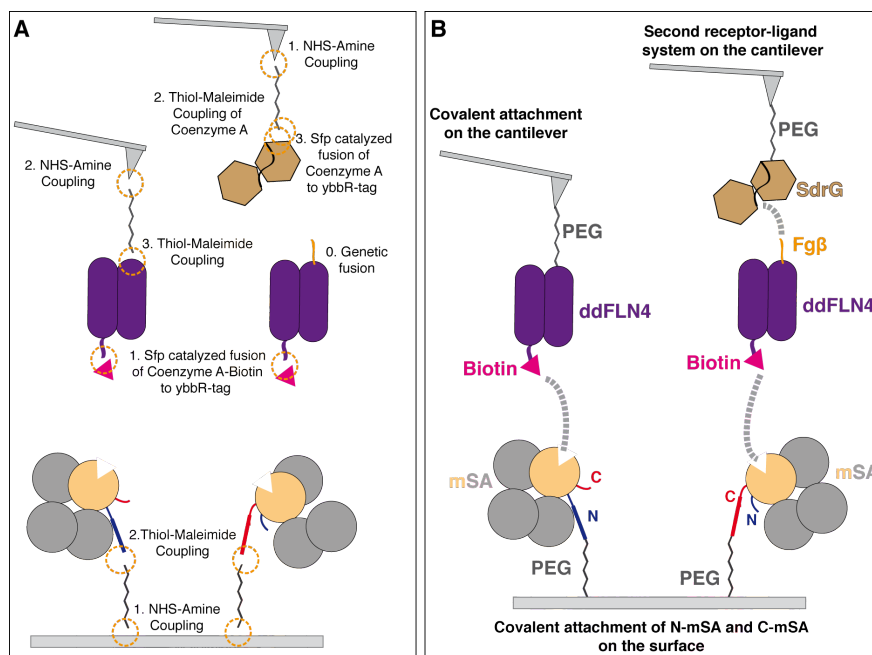 A
1. NHS-Amine
Coupling
2. Thiol-Maleimide
Coupling of
Coenzyme A
3. Sfp catalyzed
fusion of
Coenzyme A
to ybbR-tag
2. NHS-Amine
Coupling
3. Thiol-Maleimide
Coupling
0. Genetic
fusion
1. Sfp catalyzed fusion
of Coenzyme A-Biotin
to ybbR-tag
2.Thiol-Maleimide
Coupling
1. NHS-Amine
Coupling
B
Second receptor-ligand
system on the cantilever
Covalent attachment
on the cantilever
PEG
SdrG
PEG
Fgβ
ddFLN4
ddFLN4
Biotin
Biotin
mSA
C
N
mSA
C
N
PEG
PEG
Covalent attachment of N-mSA and C-mSA
on the surface